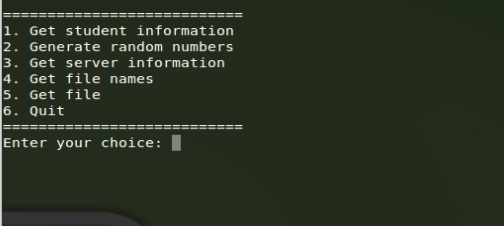 ===========================
1. Get student information
2. Generate random numbers
3. Get server information
4. Get file names
5. Get file
6. Quit
===========================
Enter your choice: